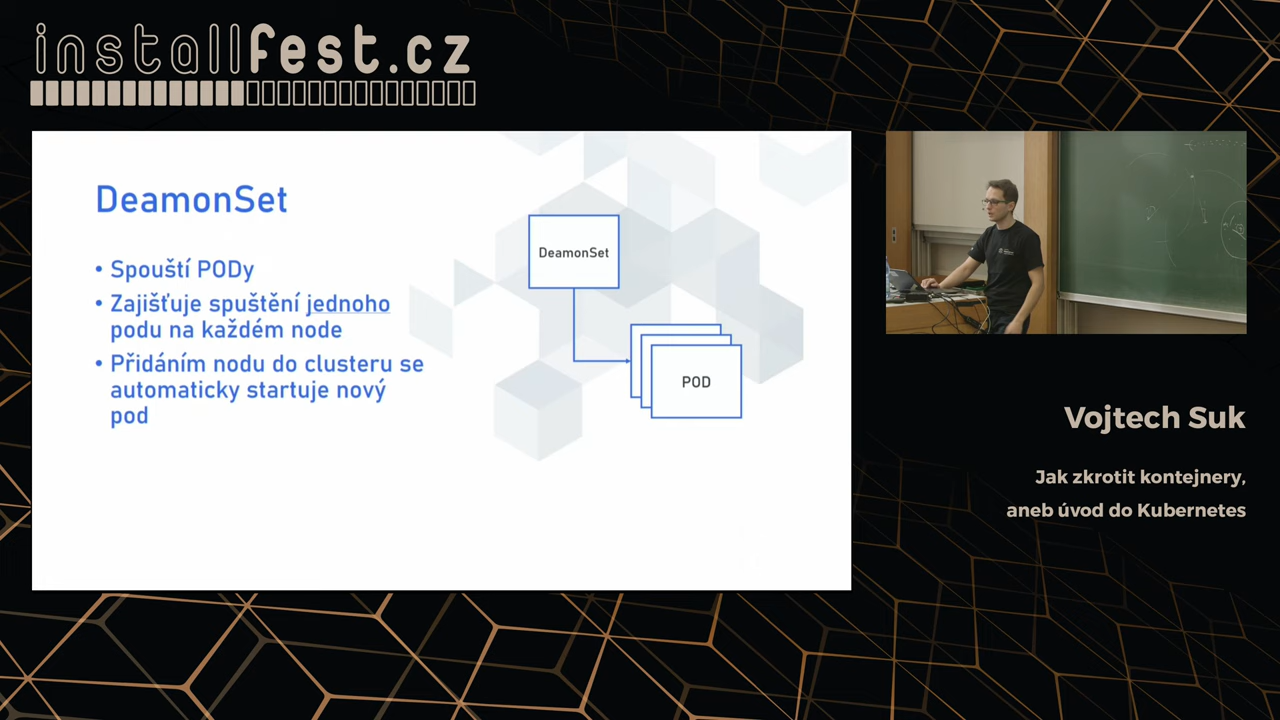 installfest.cz
DeamonSet
• Spouští PODy
• Zajišťuje spuštění jednoho
podu na každém node
• Přidáním nodu do clusteru se
automaticky startuje nový
pod
DeamonSet
POD
Vojtech Suk
Jak zkrotit kontejnery,
aneb úvod do Kubernetes